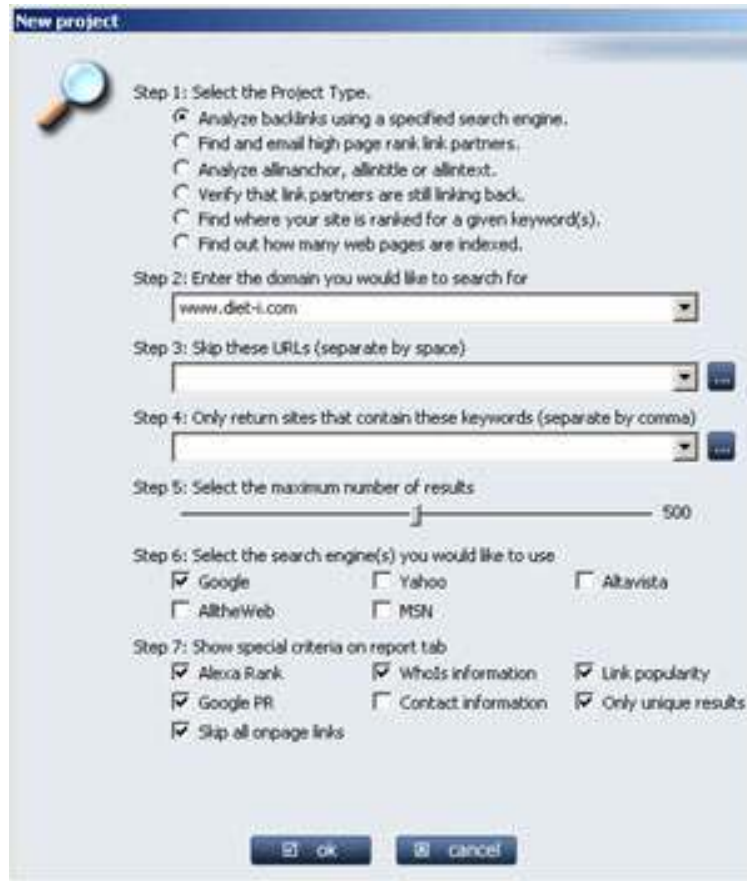 New project
Step 1: Select the Project Type.
Analyze backlinks using a specified search engine.
Find and email high page rank link partners.
Analyze allinanchor, allintitle or allintext.
Verify that link partners are still linking back.
Find where your site is ranked for a given keyword(s).
Find out how many web pages are indexed.
Step 2: Enter the domain you would like to search for
www.diet-i.com
Step 3: Skip these URLs (separate by space)
...
Step 4: Only return sites that contain these keywords (separate by comma)
...
Step 5: Select the maximum number of results
500
Step 6: Select the search engine(s) you would like to use
Google Yahoo Altavista
AlltheWeb MSN
Step 7: Show special criteria on report tab
Alexa Rank WhoIs information Link popularity
Google PR Contact information Only unique results
Skip all onpage links
ok cancel